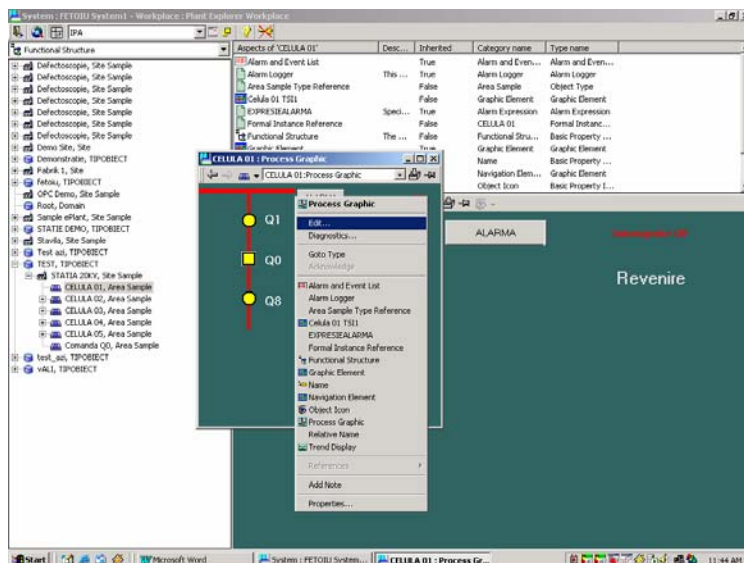 System : FETOIU System1 - Workplace : Plant Explorer Workplace
IPA
Functional Structure
Defectoscopie, Site Sample
Defectoscopie, Site Sample
Defectoscopie, Site Sample
Defectoscopie, Site Sample
Defectoscopie, Site Sample
Defectoscopie, Site Sample
Demo Site, Site
Demonstratie, TIPOBIECT
Fabrik 1, Site
fetoiu, TIPOBIECT
OPC Demo, Site Sample
Root, Domain
Sample ePlant, Site Sample
STATIE DEMO, TIPOBIECT
Stavila, Site Sample
Test azi, TIPOBIECT
TEST, TIPOBIECT
STATIA 20KV, Site Sample
CELULA 01, Area Sample
CELULA 02, Area Sample
CELULA 03, Area Sample
CELULA 04, Area Sample
CELULA 05, Area Sample
Comanda Q0, Area Sample
test_azi, TIPOBIECT
VALI, TIPOBIECT
Aspects of 'CELULA 01' Desc... Inherited Category name Type name
Alarm and Event List True Alarm and Even... Alarm and Even...
Alarm Logger This ... True Alarm Logger Alarm Logger
Area Sample Type Reference False Area Sample Object Type
Celula 01 TSI1 False Graphic Element Graphic Element
EXPRESIEALARMA Speci... True Alarm Expression Alarm Expression
Formal Instance Reference False CELULA 01 Formal Instanc...
Functional Structure The ... False Functional Stru... Basic Property ...
Graphic Element True Graphic Element Graphic Element
Name Basic Property ...
Navigation Elem... Graphic Element
Object Icon Basic Property I...
CELULA 01 : Process Graphic
CELULA 01:Process Graphic
Q1
Q0
Q8
Process Graphic
Edit...
Diagnostics...
Goto Type
Acknowledge
Alarm and Event List
Alarm Logger
Area Sample Type Reference
Celula 01 TSI1
EXPRESIEALARMA
Formal Instance Reference
Functional Structure
Graphic Element
Name
Navigation Element
Object Icon
Process Graphic
Relative Name
Trend Display
References
Add Note
Properties...
ALARMA
Revenire
Start
Microsoft Word
System : FETOIU System...
CELULA 01 : Process Gr...
11:44 AM